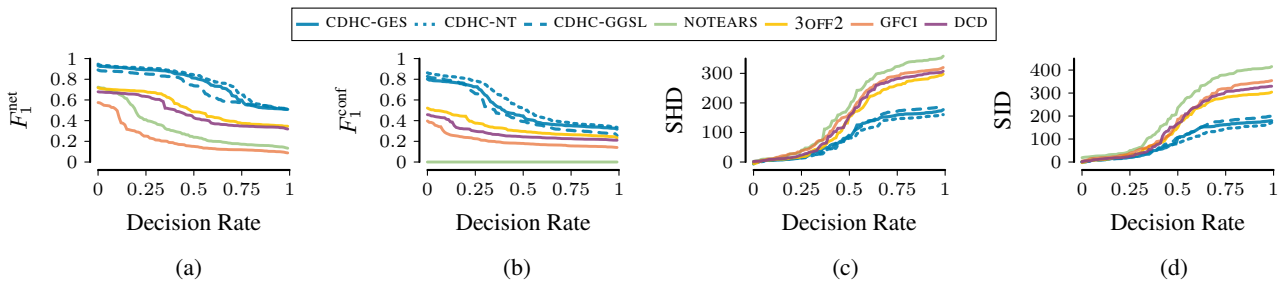 CDHC-GES CDHC-NT CDHC-GGSL NOTEARS 3OFF2 GFCI DCD
F₁ⁿᵉᵗ
1
0.8
0.6
0.4
0.2
0
0 0.25 0.5 0.75 1
Decision Rate
(a)
F₁ᶜᵒⁿᶠ
1
0.8
0.6
0.4
0.2
0
0 0.25 0.5 0.75 1
Decision Rate
(b)
SHD
300
200
100
0
0 0.25 0.5 0.75 1
Decision Rate
(c)
SID
400
300
200
100
0
0 0.25 0.5 0.75 1
Decision Rate
(d)